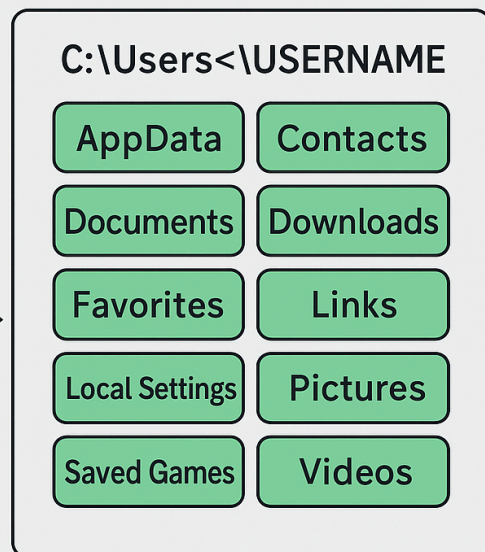 C:\Users<\USERNAME
AppData Contacts
Documents Downloads
Favorites Links
Local Settings Pictures
Saved Games Videos